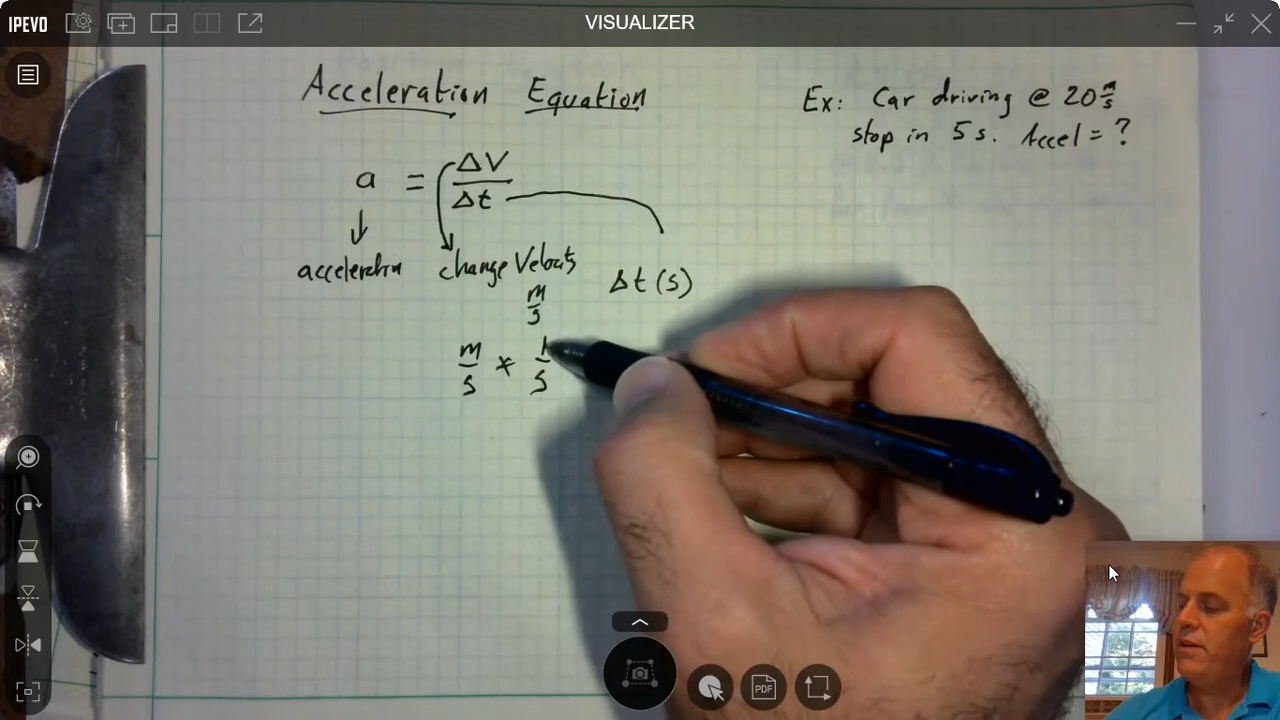 IPEVO
VISUALIZER
Acceleration Equation
Ex: Car driving @ 20 m/s
stop in 5 s. Accel = ?
a = ΔV/Δt
acceleration
change Velocity
m/s
Δt (s)
m/s * 1/s
PDF